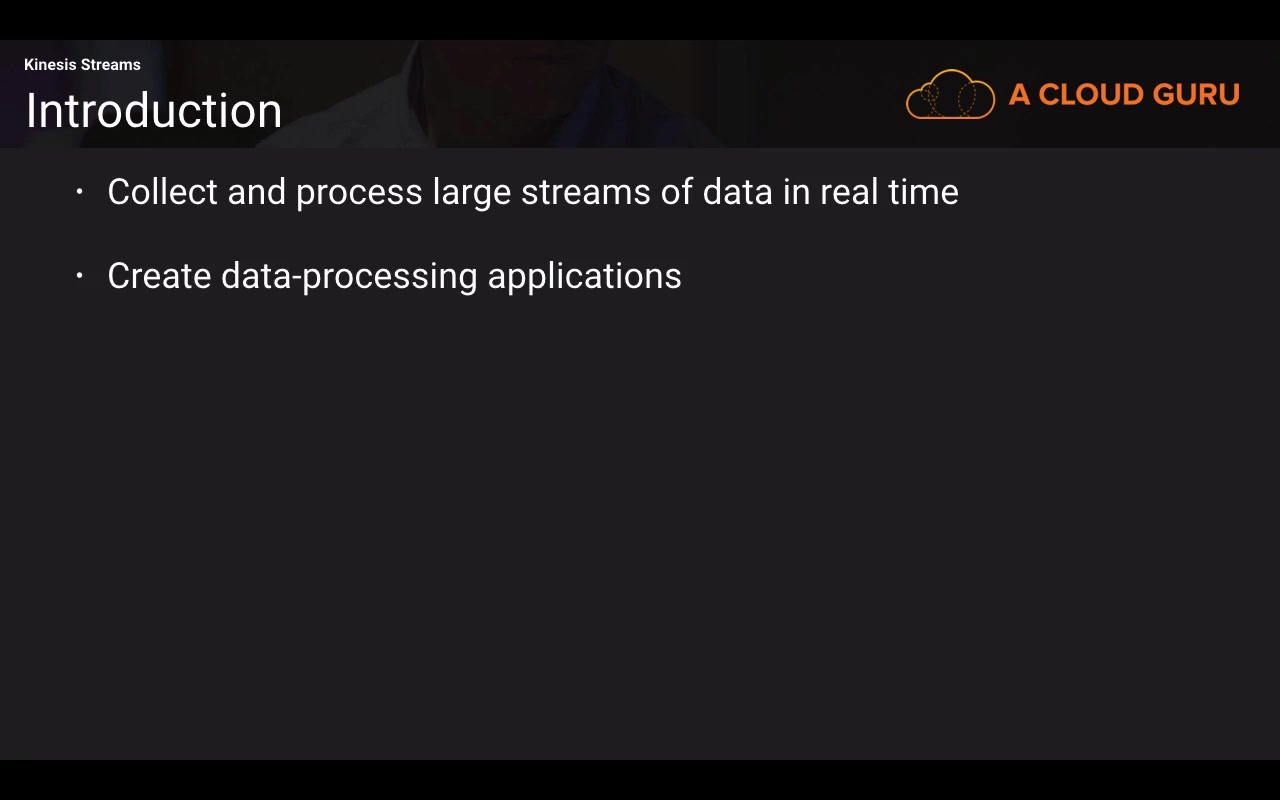 Kinesis Streams
Introduction
A CLOUD GURU
· Collect and process large streams of data in real time
· Create data-processing applications